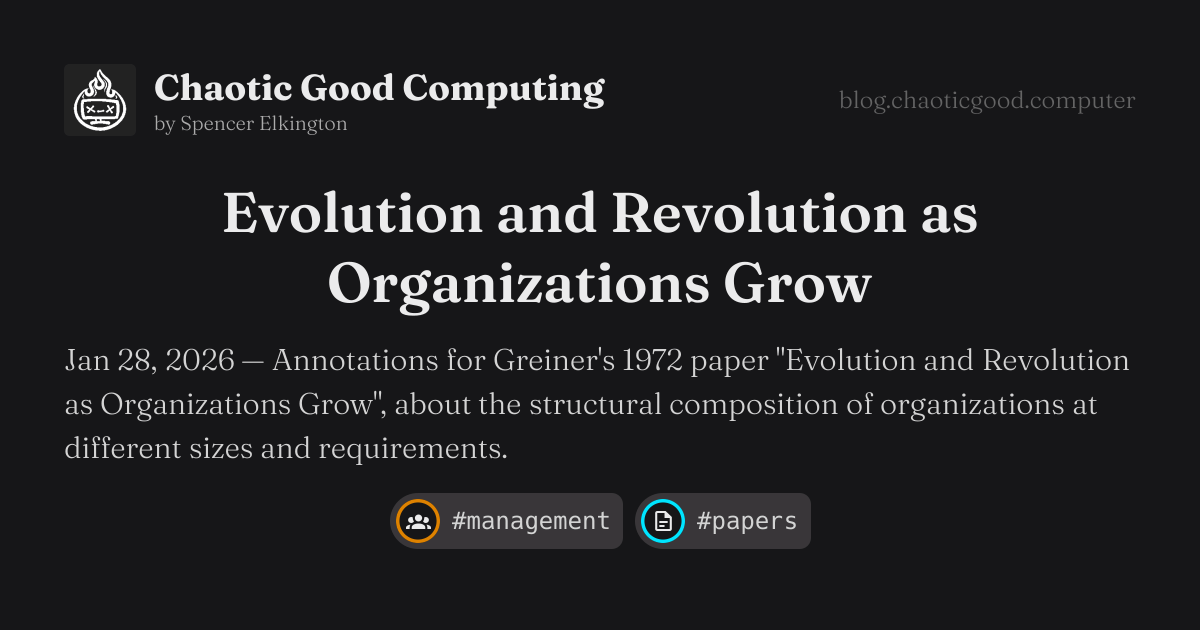 Chaotic Good Computing
by Spencer Elkington
blog.chaoticgood.computer
Evolution and Revolution as
Organizations Grow
Jan 28, 2026 — Annotations for Greiner's 1972 paper "Evolution and Revolution
as Organizations Grow", about the structural composition of organizations at
different sizes and requirements.
#management
#papers